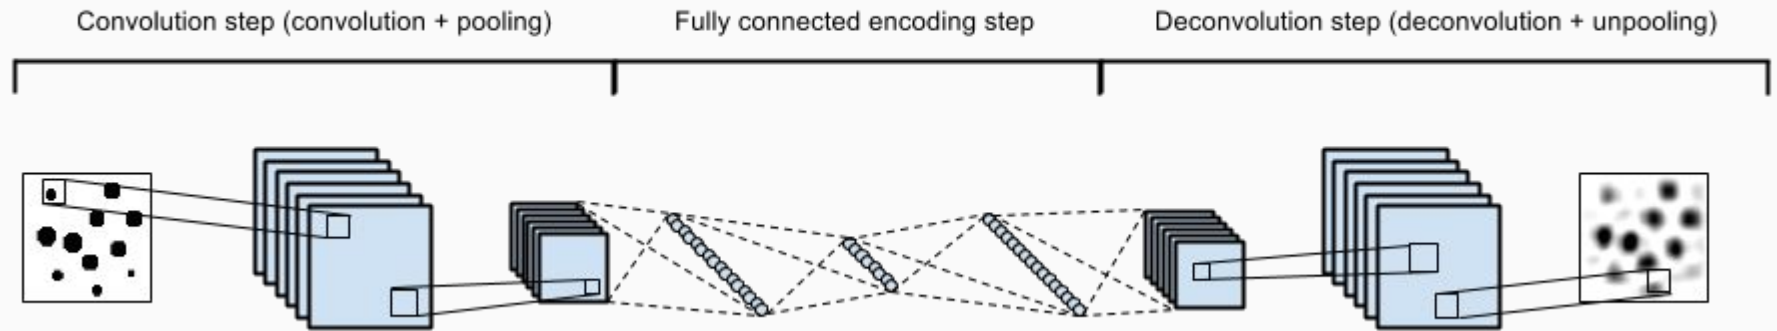 Convolution step (convolution + pooling)
Fully connected encoding step
Deconvolution step (deconvolution + unpooling)